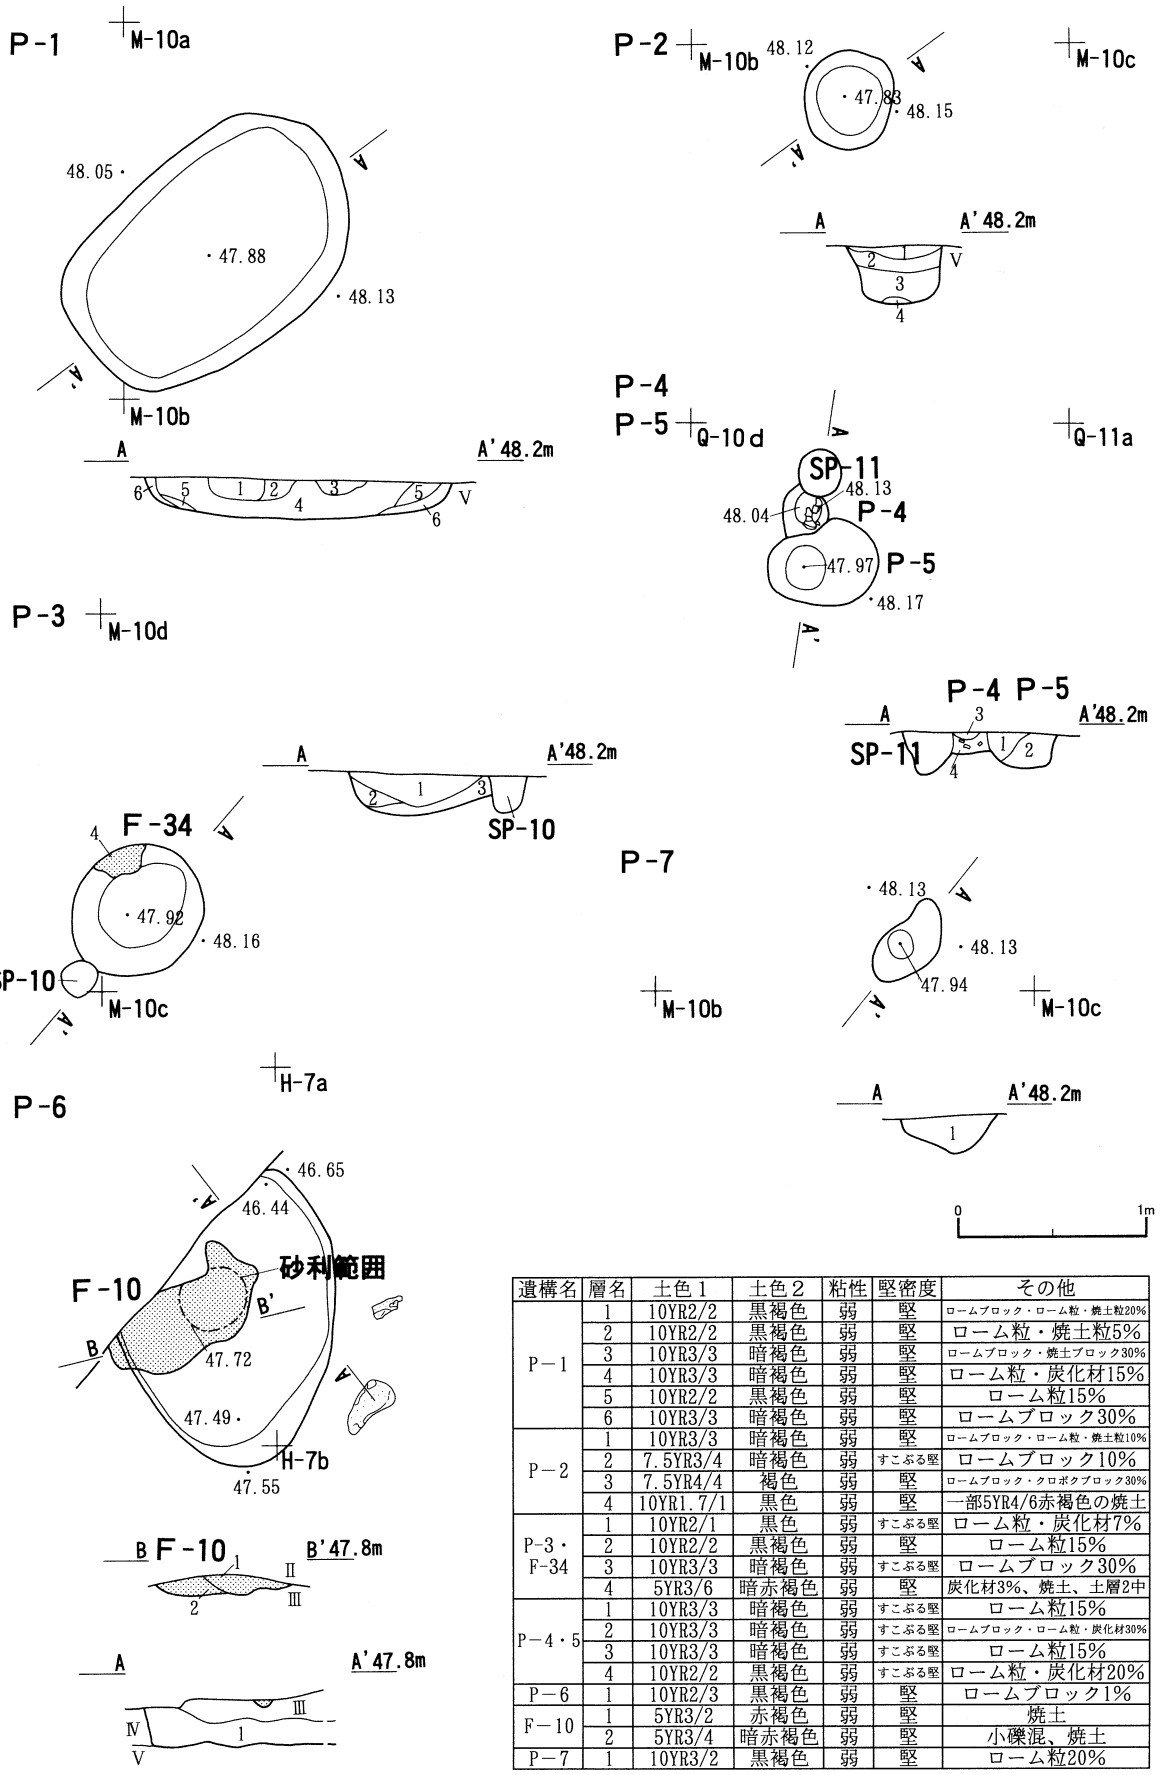 P-1
M-10a
48.05
A
47.88
48.13
A'
M-10b
A
A'48.2m
6
5
1
2
3
5
4
6
V
P-2
M-10b
48.12
A
M-10c
47.83
48.15
A'
A
A'48.2m
2
V
3
4
P-3
M-10d
A
A'48.2m
1
2
3
SP-10
F-34
4
A
47.92
48.16
SP-10
M-10c
A'
P-4
P-5
Q-10d
A
Q-11a
SP-11
48.13
48.04
P-4
47.97
P-5
48.17
A'
P-4 P-5
A
3
A'48.2m
SP-11
1
2
4
P-7
48.13
A
48.13
47.94
M-10b
M-10c
A'
A
A'48.2m
1
0
1m
P-6
H-7a
46.65
A'
46.44
砂利範囲
F-10
B'
B
47.72
A
47.49
H-7b
47.55
B
F-10
1
B'47.8m
II
2
III
A
A'47.8m
III
IV
1
V
遺構名 層名 土色1 土色2 粘性 堅密度 その他
P-1 1 10YR2/2 黒褐色 弱 堅 ロームブロック・ローム粒・焼土粒20%
2 10YR2/2 黒褐色 弱 堅 ローム粒・焼土粒5%
3 10YR3/3 暗褐色 弱 堅 ロームブロック・焼土ブロック30%
4 10YR3/3 暗褐色 弱 堅 ローム粒・炭化材15%
5 10YR2/2 黒褐色 弱 堅 ローム粒15%
6 10YR3/3 暗褐色 弱 堅 ロームブロック30%
P-2 1 10YR3/3 暗褐色 弱 堅 ロームブロック・ローム粒・焼土粒10%
2 7.5YR3/4 暗褐色 弱 すこぶる堅 ロームブロック10%
3 7.5YR4/4 褐色 弱 堅 ロームブロック・クロボクブロック30%
4 10YR1.7/1 黒色 弱 堅 一部5YR4/6赤褐色の焼土
P-3・F-34 1 10YR2/1 黒色 弱 すこぶる堅 ローム粒・炭化材7%
2 10YR2/2 黒褐色 弱 堅 ローム粒15%
3 10YR3/3 暗褐色 弱 すこぶる堅 ロームブロック30%
4 5YR3/6 暗赤褐色 弱 堅 炭化材3%、焼土、土層2中
P-4・5 1 10YR3/3 暗褐色 弱 すこぶる堅 ローム粒15%
2 10YR3/3 暗褐色 弱 すこぶる堅 ロームブロック・ローム粒・炭化材30%
3 10YR3/3 暗褐色 弱 すこぶる堅 ローム粒15%
4 10YR2/2 黒褐色 弱 すこぶる堅 ローム粒・炭化材20%
P-6 1 10YR2/3 黒褐色 弱 堅 ロームブロック1%
F-10 1 5YR3/2 赤褐色 弱 堅 焼土
2 5YR3/4 暗赤褐色 弱 堅 小礫混、焼土
P-7 1 10YR3/2 黒褐色 弱 堅 ローム粒20%